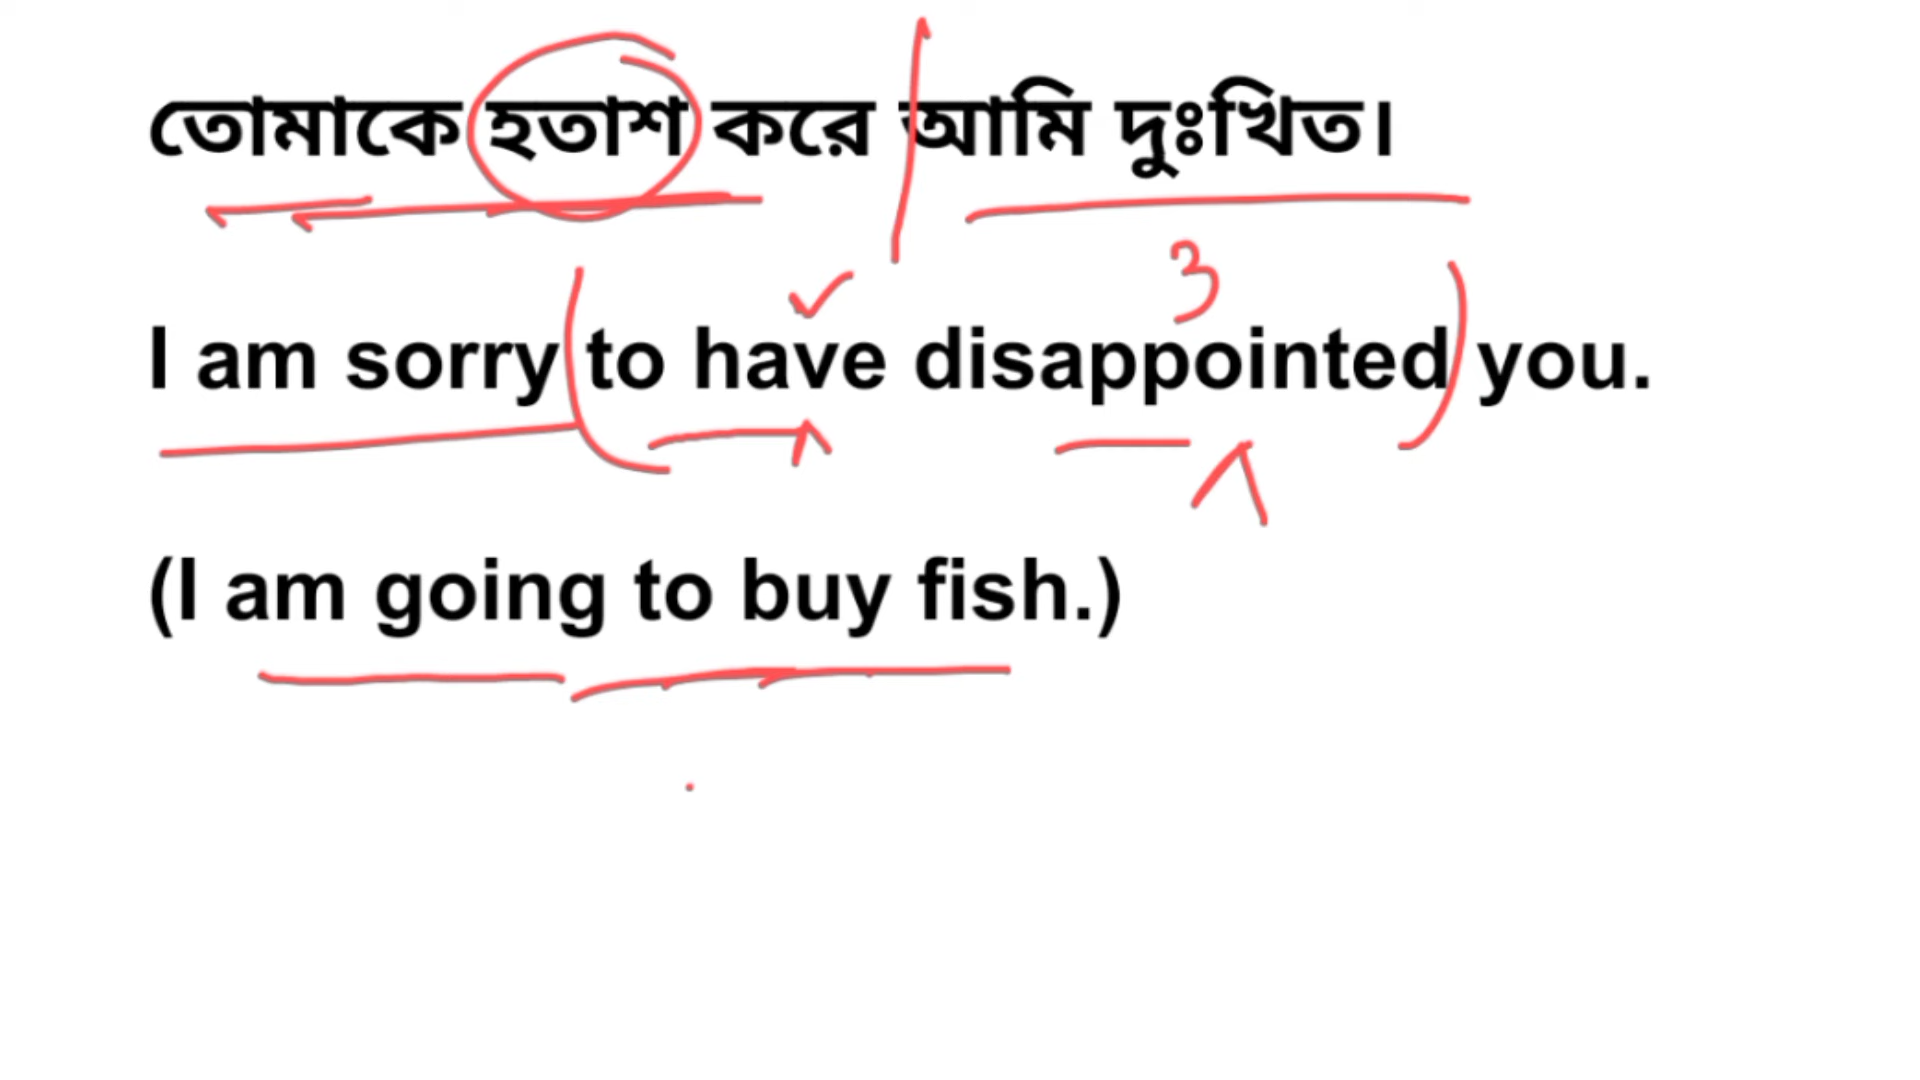 তোমাকে হতাশ করে আমি দুঃখিত।
3
I am sorry to have disappointed you.
(I am going to buy fish.)